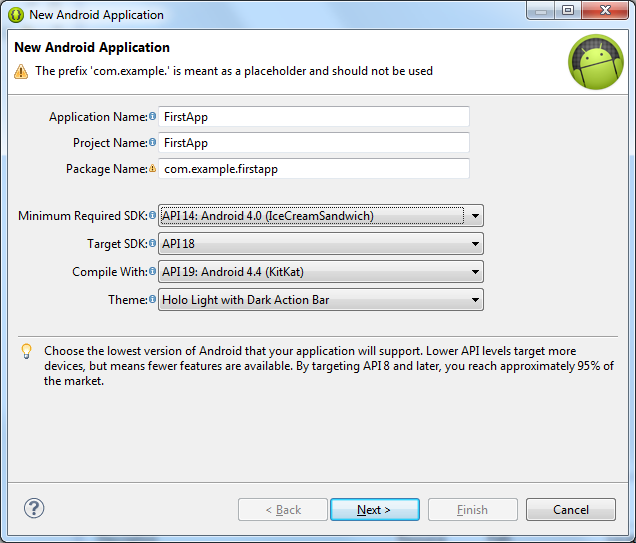 New Android Application
New Android Application
The prefix 'com.example.' is meant as a placeholder and should not be used
Application Name: FirstApp
Project Name: FirstApp
Package Name: com.example.firstapp
Minimum Required SDK: API 14: Android 4.0 (IceCreamSandwich)
Target SDK: API 18
Compile With: API 19: Android 4.4 (KitKat)
Theme: Holo Light with Dark Action Bar
Choose the lowest version of Android that your application will support. Lower API levels target more
devices, but means fewer features are available. By targeting API 8 and later, you reach approximately 95% of
the market.
? < Back Next > Finish Cancel